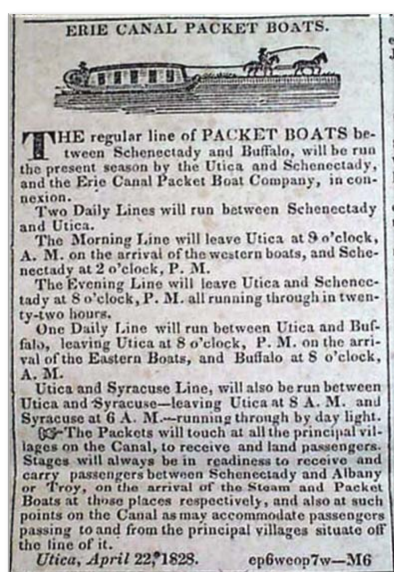 ERIE CANAL PACKET BOATS.
THE regular line of PACKET BOATS be-
tween Schenectady and Buffalo, will be run
the present season by the Utica and Schenectady,
and the Erie Canal Packet Boat Company, in con-
nexion.
Two Daily Lines will run between Schenectady
and Utica.
The Morning Line will leave Utica at 9 o'clock,
A. M. on the arrival of the western boats, and Sche-
nectady at 2 o'clock, P. M.
The Evening Line will leave Utica and Schenec-
tady at 8 o'clock, P. M. all running through in twen-
ty-two hours.
One Daily Line will run between Utica and Buf-
falo, leaving Utica at 8 o'clock, P. M. on the arri-
val of the Eastern Boats, and Buffalo at 8 o'clock,
A. M.
Utica and Syracuse Line, will also be run between
Utica and Syracuse—leaving Utica at 8 A. M. and
Syracuse at 6 A. M.—running through by day light.
☞The Packets will touch at all the principal vil-
lages on the Canal, to receive and land passengers.
Stages will always be in readiness to receive and
carry passengers between Schenectady and Albany
or Troy, on the arrival of the Steam and Packet
Boats at those places respectively, and also at such
points on the Canal as may accommodate passengers
passing to and from the principal villages situate off
the line of it.
Utica, April 22, 1828. ep6weop7w—M6